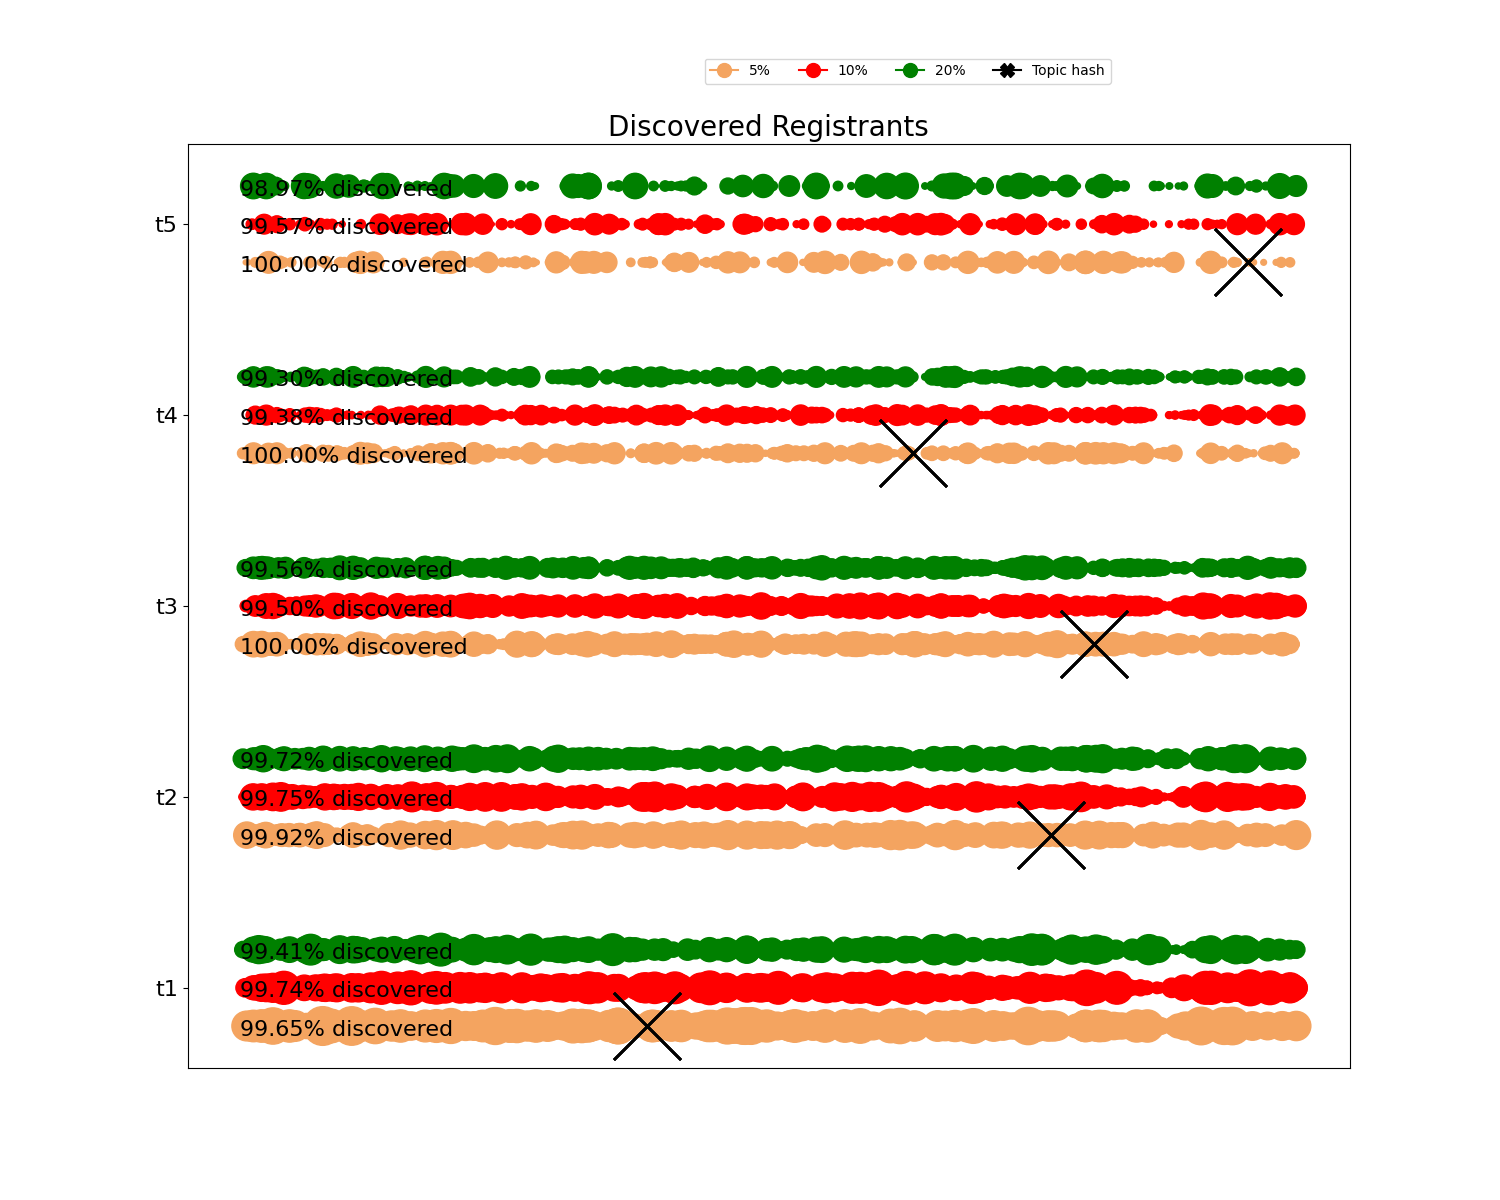 5% 10% 20% Topic hash
Discovered Registrants
98.97% discovered
t5 99.57% discovered
100.00% discovered
99.30% discovered
t4 99.38% discovered
100.00% discovered
99.56% discovered
t3 99.50% discovered
100.00% discovered
99.72% discovered
t2 99.75% discovered
99.92% discovered
99.41% discovered
t1 99.74% discovered
99.65% discovered